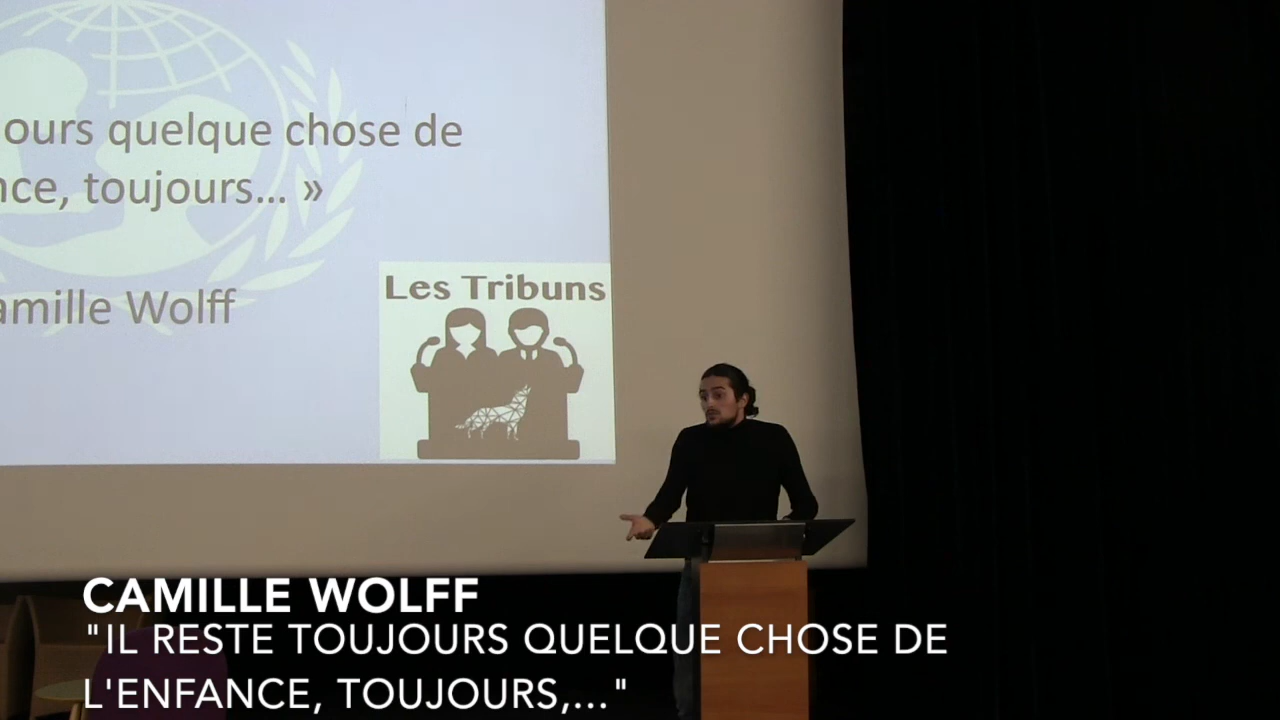 ours quelque chose de
nce, toujours... »
amille Wolff
Les Tribuns
CAMILLE WOLFF
"IL RESTE TOUJOURS QUELQUE CHOSE DE
L'ENFANCE, TOUJOURS,..."